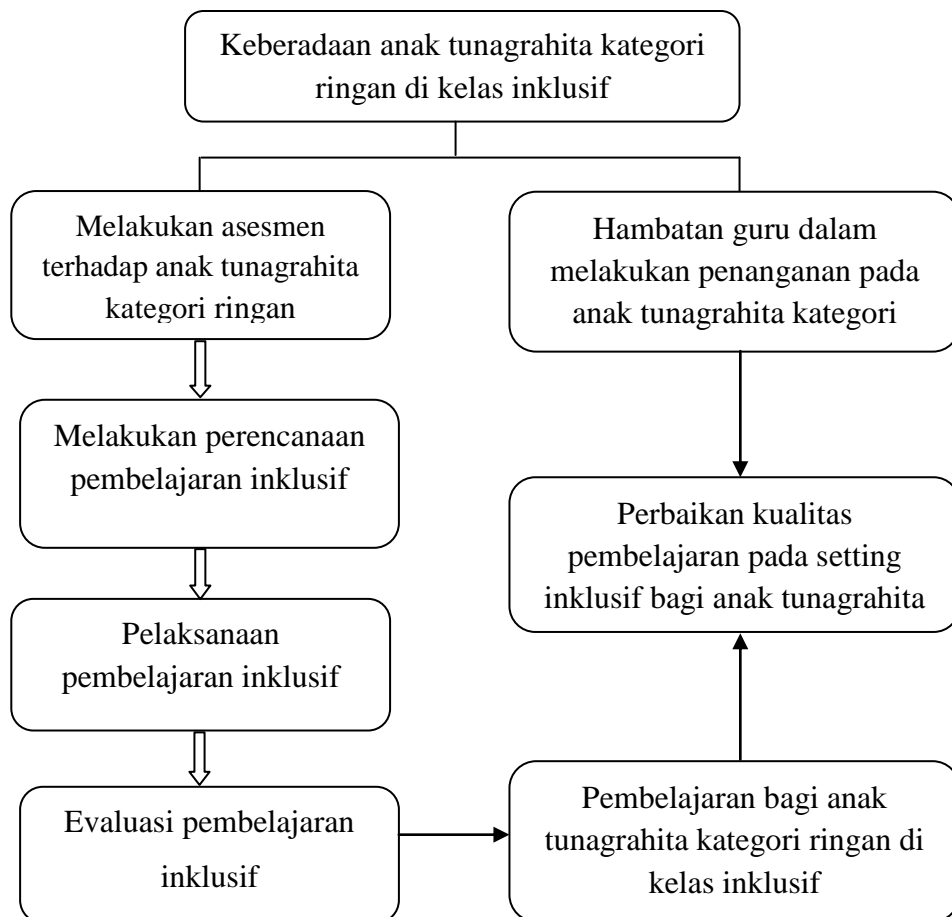 Keberadaan anak tunagrahita kategori
ringan di kelas inklusif
Melakukan asesmen
terhadap anak tunagrahita
kategori ringan
Hambatan guru dalam
melakukan penanganan pada
anak tunagrahita kategori
Melakukan perencanaan
pembelajaran inklusif
Perbaikan kualitas
pembelajaran pada setting
inklusif bagi anak tunagrahita
Pelaksanaan
pembelajaran inklusif
Evaluasi pembelajaran
inklusif
Pembelajaran bagi anak
tunagrahita kategori ringan di
kelas inklusif